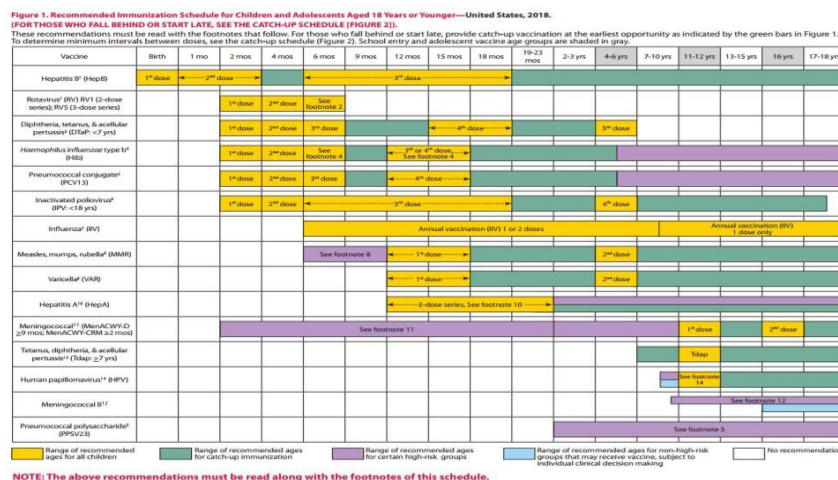 Figure 1. Recommended Immunization Schedule for Children and Adolescents Aged 18 Years or Younger—United States, 2018.
(FOR THOSE WHO FALL BEHIND OR START LATE, SEE THE CATCH-UP SCHEDULE [FIGURE 2]).
These recommendations must be read with the footnotes that follow. For those who fall behind or start late, provide catch-up vaccination at the earliest opportunity as indicated by the green bars in Figure 1.
To determine minimum intervals between doses, see the catch-up schedule (Figure 2). School entry and adolescent vaccine age groups are shaded in gray.
Vaccine Birth 1 mo 2 mos 4 mos 6 mos 9 mos 12 mos 15 mos 18 mos 19-23 mos 2-3 yrs 4-6 yrs 7-10 yrs 11-12 yrs 13-15 yrs 16 yrs 17-18 yrs
Hepatitis B¹ (HepB) 1st dose 2nd dose 3rd dose
Rotavirus² (RV) RV1 (2-dose series); RV5 (3-dose series) 1st dose 2nd dose See footnote 2
Diphtheria, tetanus, & acellular pertussis³ (DTaP: <7 yrs) 1st dose 2nd dose 3rd dose 4th dose 5th dose
Haemophilus influenzae type b⁴ (Hib) 1st dose 2nd dose See footnote 4 3rd or 4th dose, See footnote 4
Pneumococcal conjugate⁵ (PCV13) 1st dose 2nd dose 3rd dose 4th dose
Inactivated poliovirus⁶ (IPV: <18 yrs) 1st dose 2nd dose 3rd dose 4th dose
Influenza⁷ (IIV) Annual vaccination (IIV) 1 or 2 doses Annual vaccination (IIV) 1 dose only
Measles, mumps, rubella⁸ (MMR) See footnote 8 1st dose 2nd dose
Varicella⁹ (VAR) 1st dose 2nd dose
Hepatitis A¹⁰ (HepA) 2-dose series, See footnote 10
Meningococcal¹¹ (MenACWY-D ≥9 mos; MenACWY-CRM ≥2 mos) See footnote 11 1st dose 2nd dose
Tetanus, diphtheria, & acellular pertussis¹³ (Tdap: ≥7 yrs) Tdap
Human papillomavirus¹⁴ (HPV) See footnote 14
Meningococcal B¹² See footnote 12
Pneumococcal polysaccharide⁵ (PPSV23) See footnote 5
Range of recommended ages for all children
Range of recommended ages for catch-up immunization
Range of recommended ages for certain high-risk groups
Range of recommended ages for non-high-risk groups that may receive vaccine, subject to individual clinical decision making
No recommendation
NOTE: The above recommendations must be read along with the footnotes of this schedule.